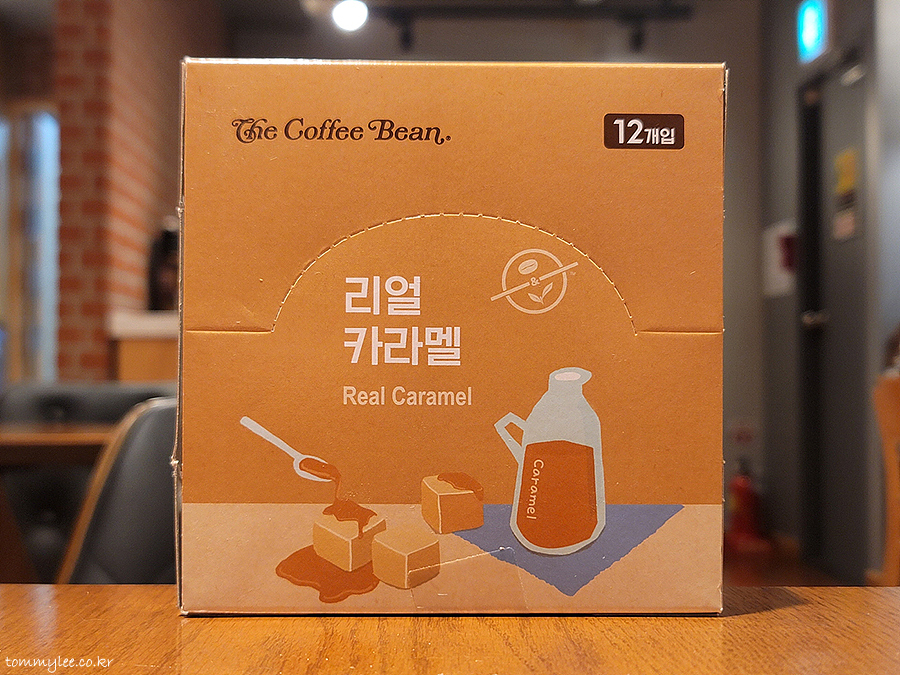 The Coffee Bean®
12개입
리얼
카라멜
&
Real Caramel
Caramel
tommylee.co.kr